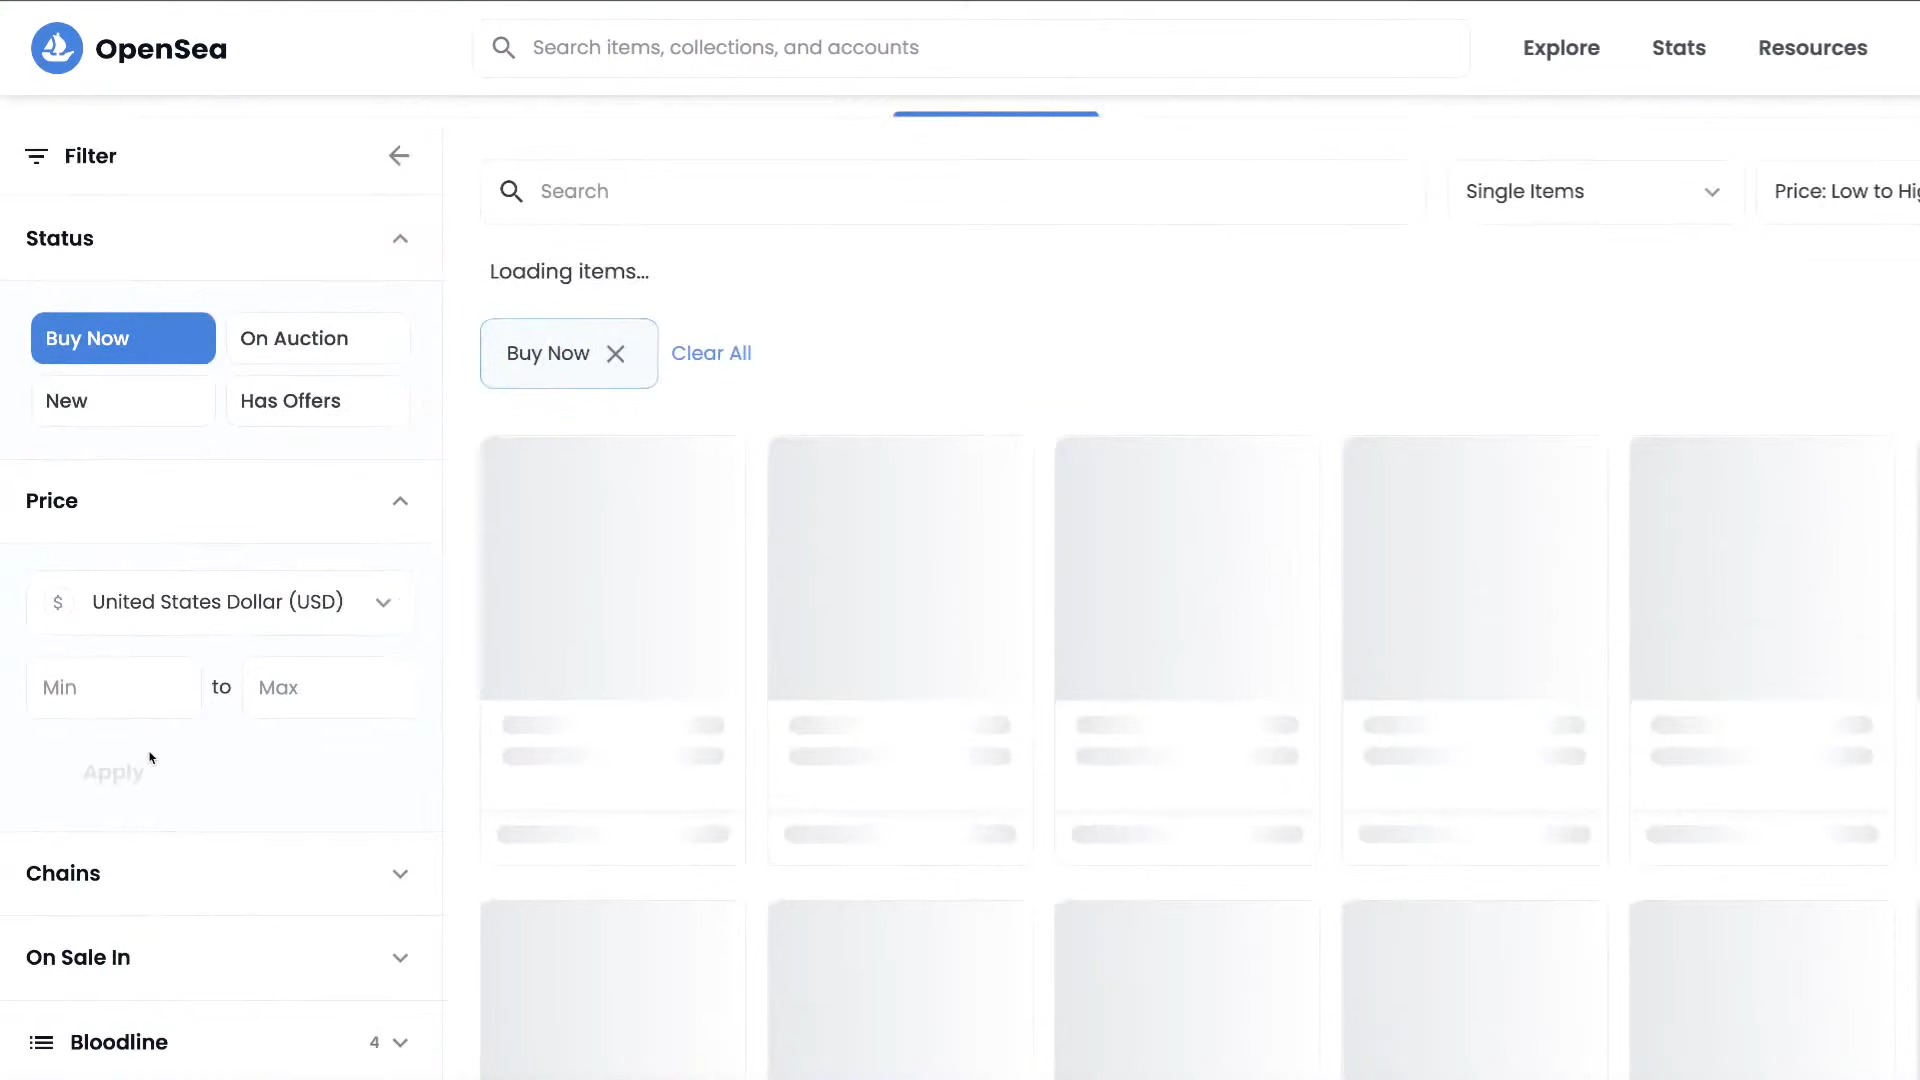 OpenSea
Search items, collections, and accounts
Explore
Stats
Resources
Filter
Status
Buy Now
On Auction
New
Has Offers
Price
$ United States Dollar (USD)
Min to Max
Apply
Chains
On Sale In
Bloodline 4
Search
Single Items
Price: Low to Hig
Loading items...
Buy Now
Clear All